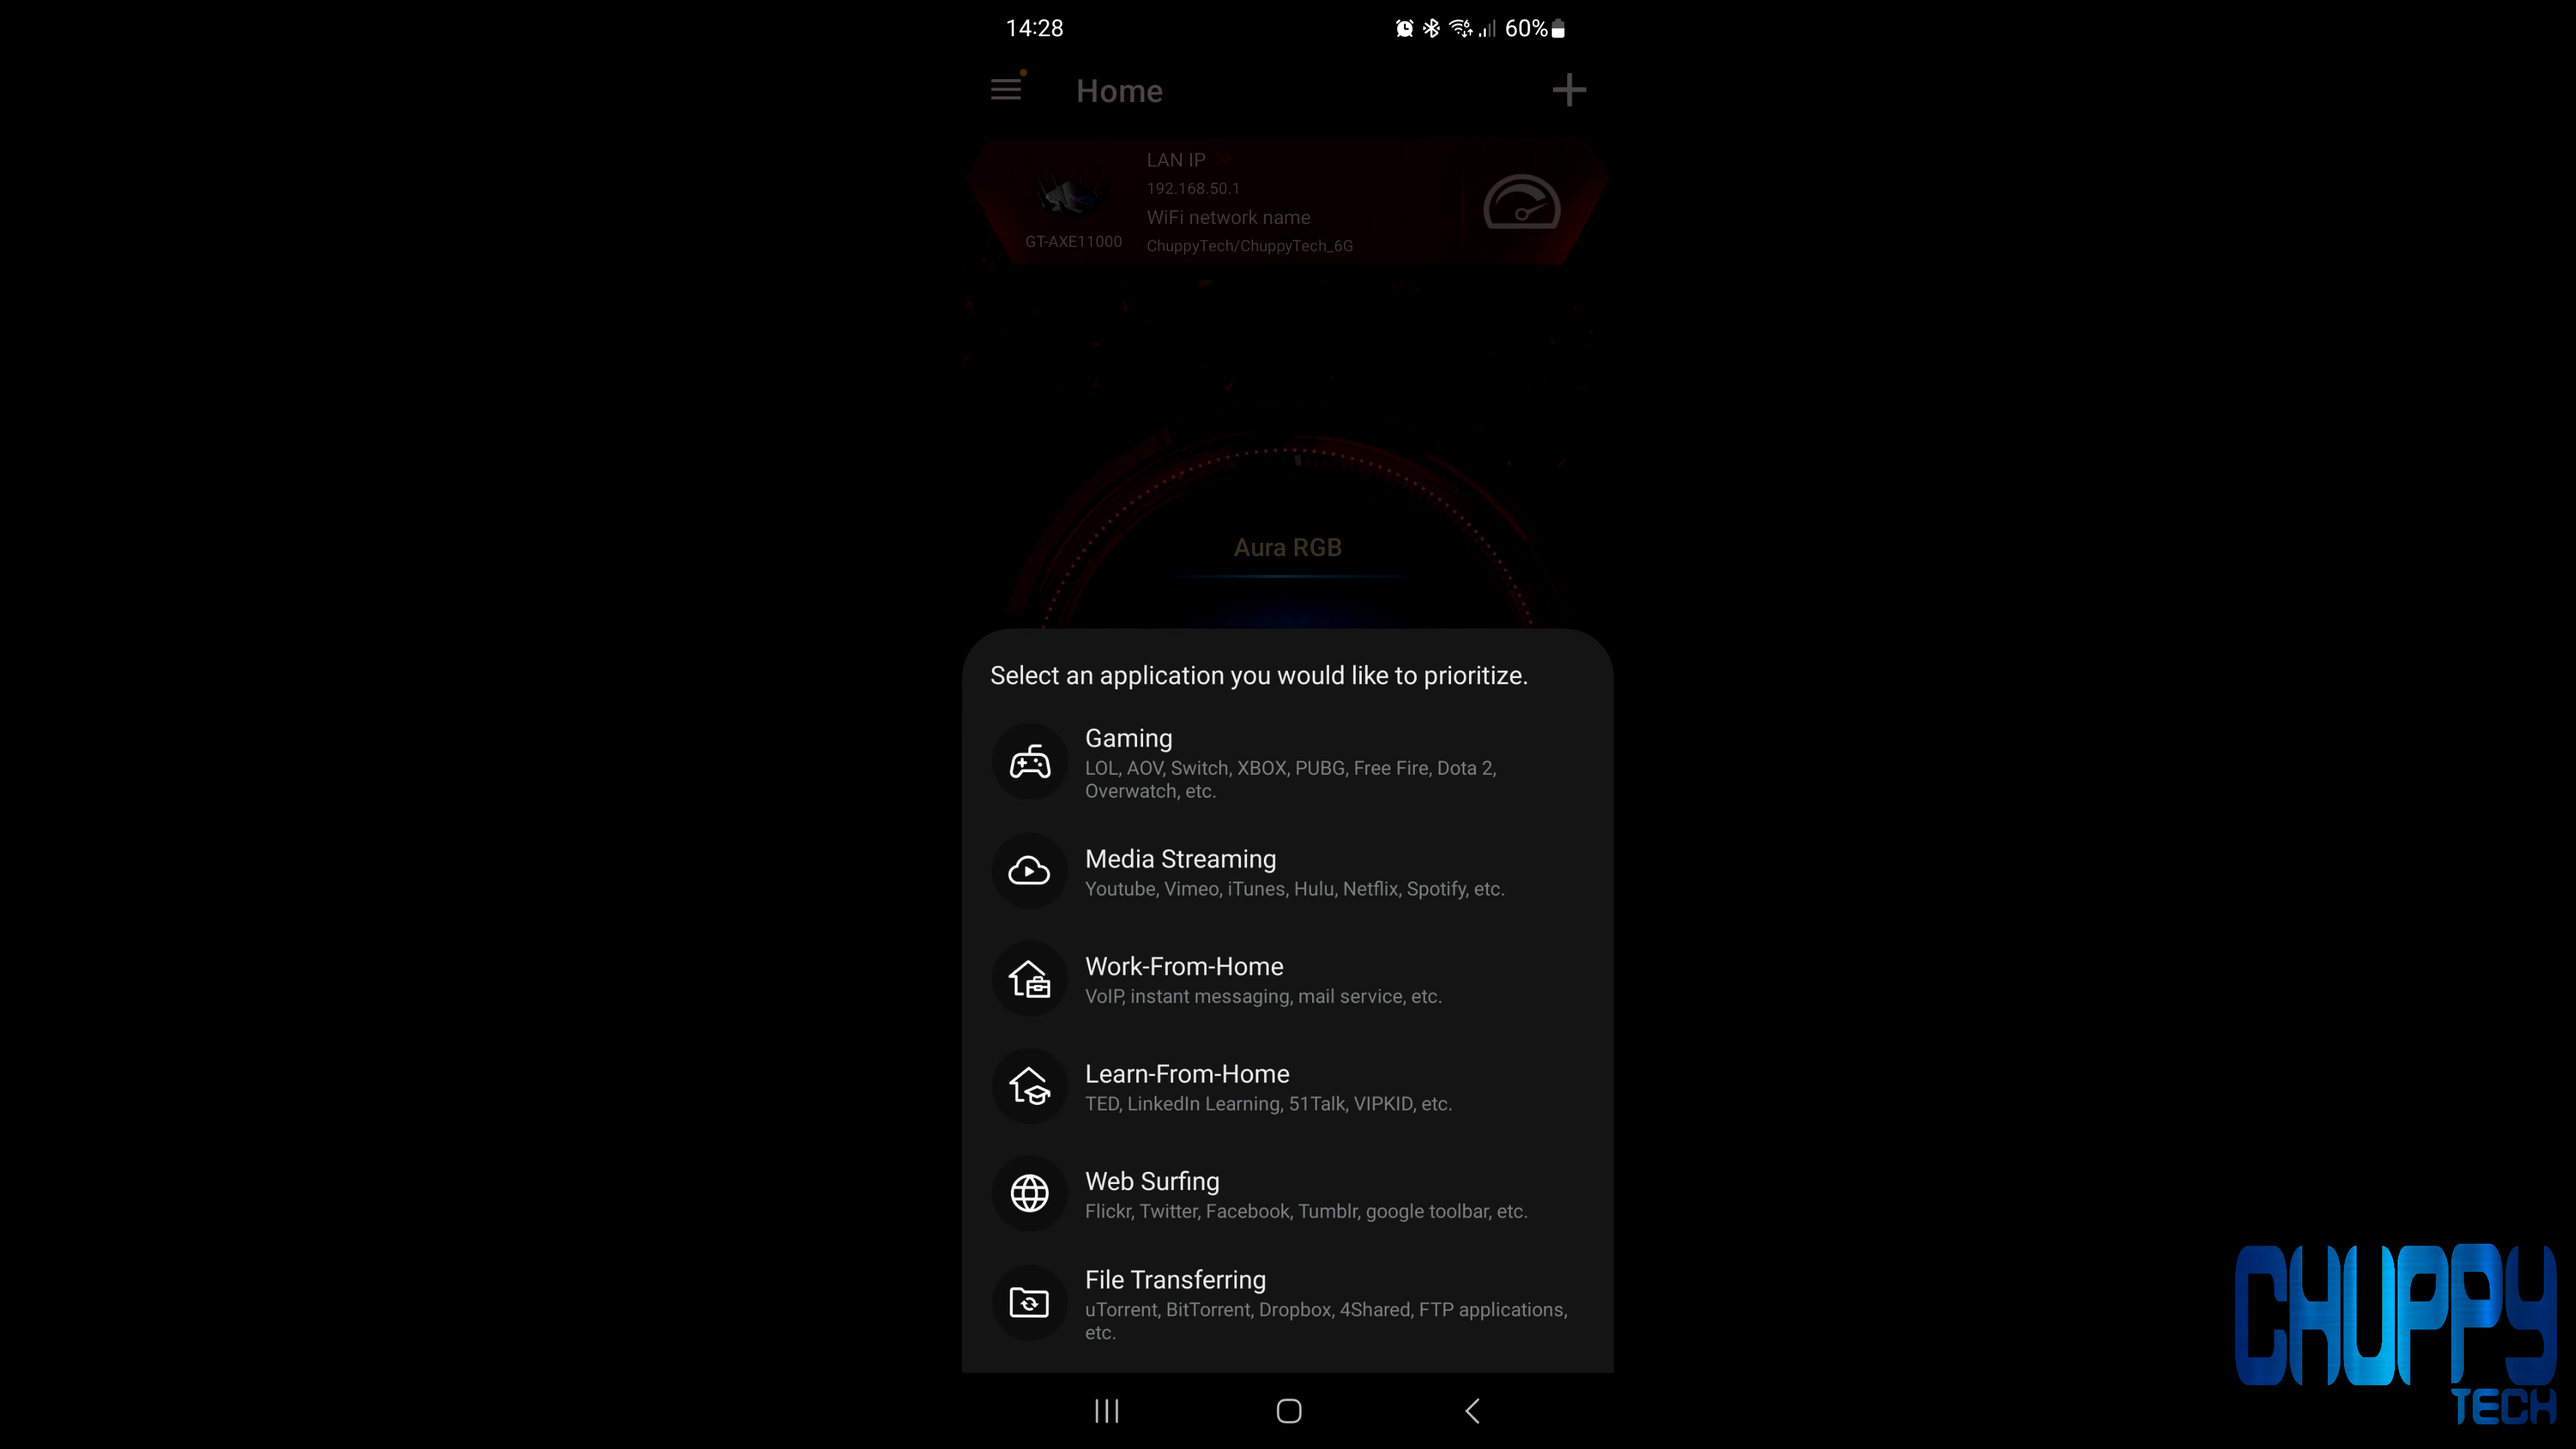 14:28
60%
Home
LAN IP
192.168.50.1
WiFi network name
GT-AXE11000
ChuppyTech/ChuppyTech_6G
Aura RGB
Select an application you would like to prioritize.
Gaming
LOL, AOV, Switch, XBOX, PUBG, Free Fire, Dota 2,
Overwatch, etc.
Media Streaming
Youtube, Vimeo, iTunes, Hulu, Netflix, Spotify, etc.
Work-From-Home
VoIP, instant messaging, mail service, etc.
Learn-From-Home
TED, LinkedIn Learning, 51Talk, VIPKID, etc.
Web Surfing
Flickr, Twitter, Facebook, Tumblr, google toolbar, etc.
File Transferring
uTorrent, BitTorrent, Dropbox, 4Shared, FTP applications,
etc.
CHUPPY
TECH